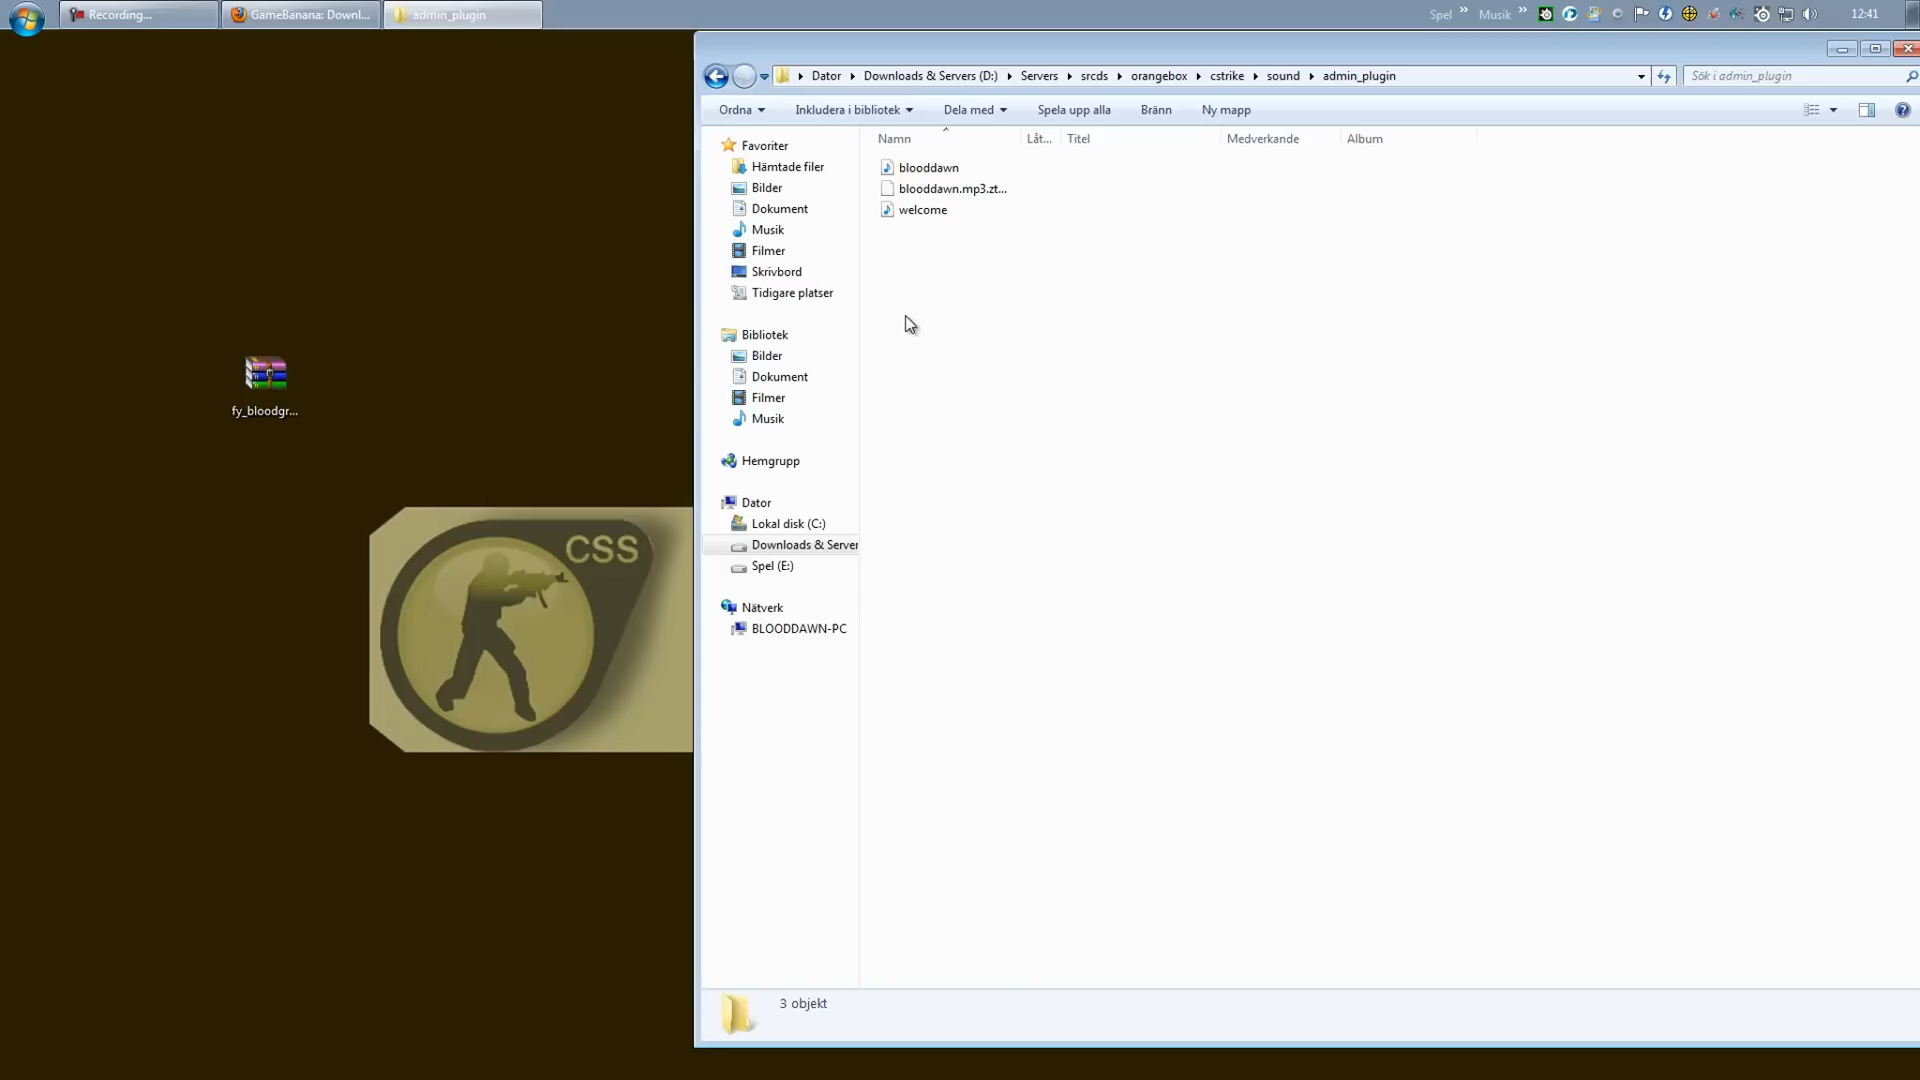 Recording...
GameBanana: Downl...
admin_plugin
Spel
Musik
12:41
Dator
Downloads & Servers (D:)
Servers
srcds
orangebox
cstrike
sound
admin_plugin
Sök i admin_plugin
Ordna
Inkludera i bibliotek
Dela med
Spela upp alla
Bränn
Ny mapp
Namn
Låt...
Titel
Medverkande
Album
Favoriter
Hämtade filer
Bilder
Dokument
Musik
Filmer
Skrivbord
Tidigare platser
Bibliotek
Bilder
Dokument
Filmer
Musik
Hemgrupp
Dator
Lokal disk (C:)
Downloads & Server
Spel (E:)
Nätverk
BLOODDAWN-PC
blooddawn
blooddawn.mp3.zt...
welcome
fy_bloodgr...
CSS
3 objekt